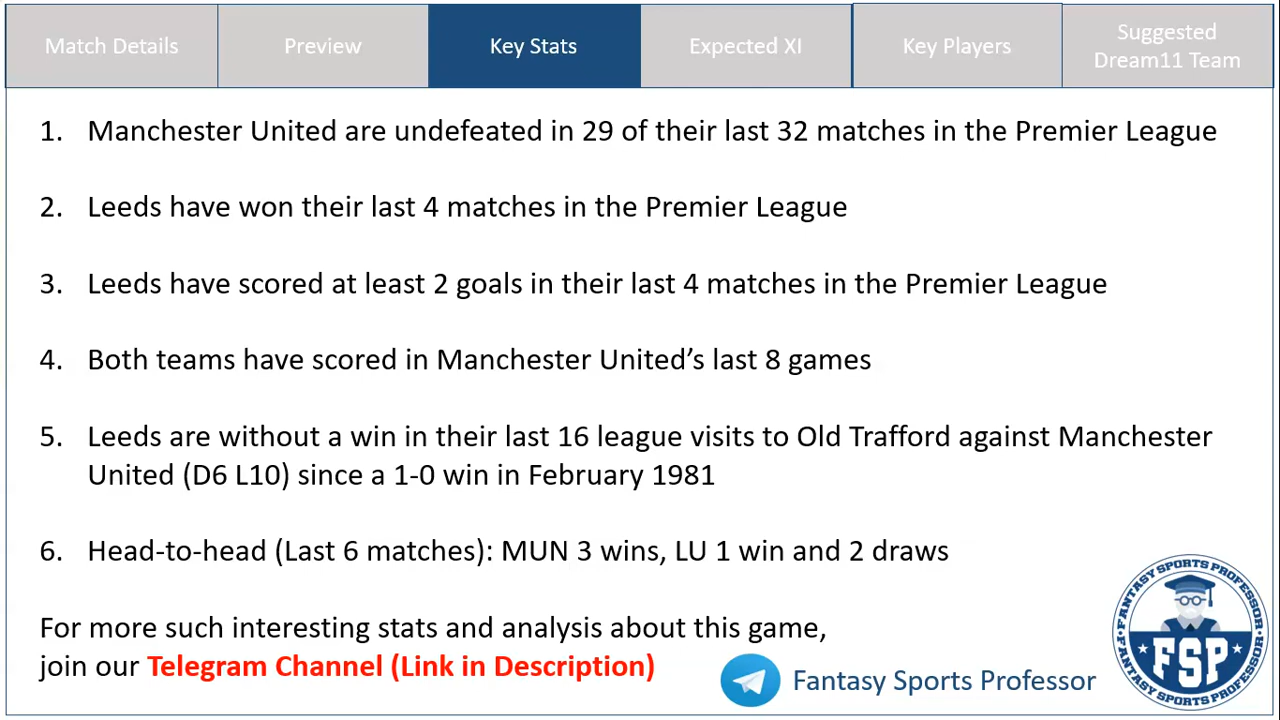 Match Details
Preview
Key Stats
Expected XI
Key Players
Suggested
Dream11 Team
1. Manchester United are undefeated in 29 of their last 32 matches in the Premier League
2. Leeds have won their last 4 matches in the Premier League
3. Leeds have scored at least 2 goals in their last 4 matches in the Premier League
4. Both teams have scored in Manchester United’s last 8 games
5. Leeds are without a win in their last 16 league visits to Old Trafford against Manchester
United (D6 L10) since a 1-0 win in February 1981
6. Head-to-head (Last 6 matches): MUN 3 wins, LU 1 win and 2 draws
For more such interesting stats and analysis about this game,
join our Telegram Channel (Link in Description)
Fantasy Sports Professor
•FANTASY SPORTS PROFESSOR•
FSP
FANTASY SPORTS PROFESSOR